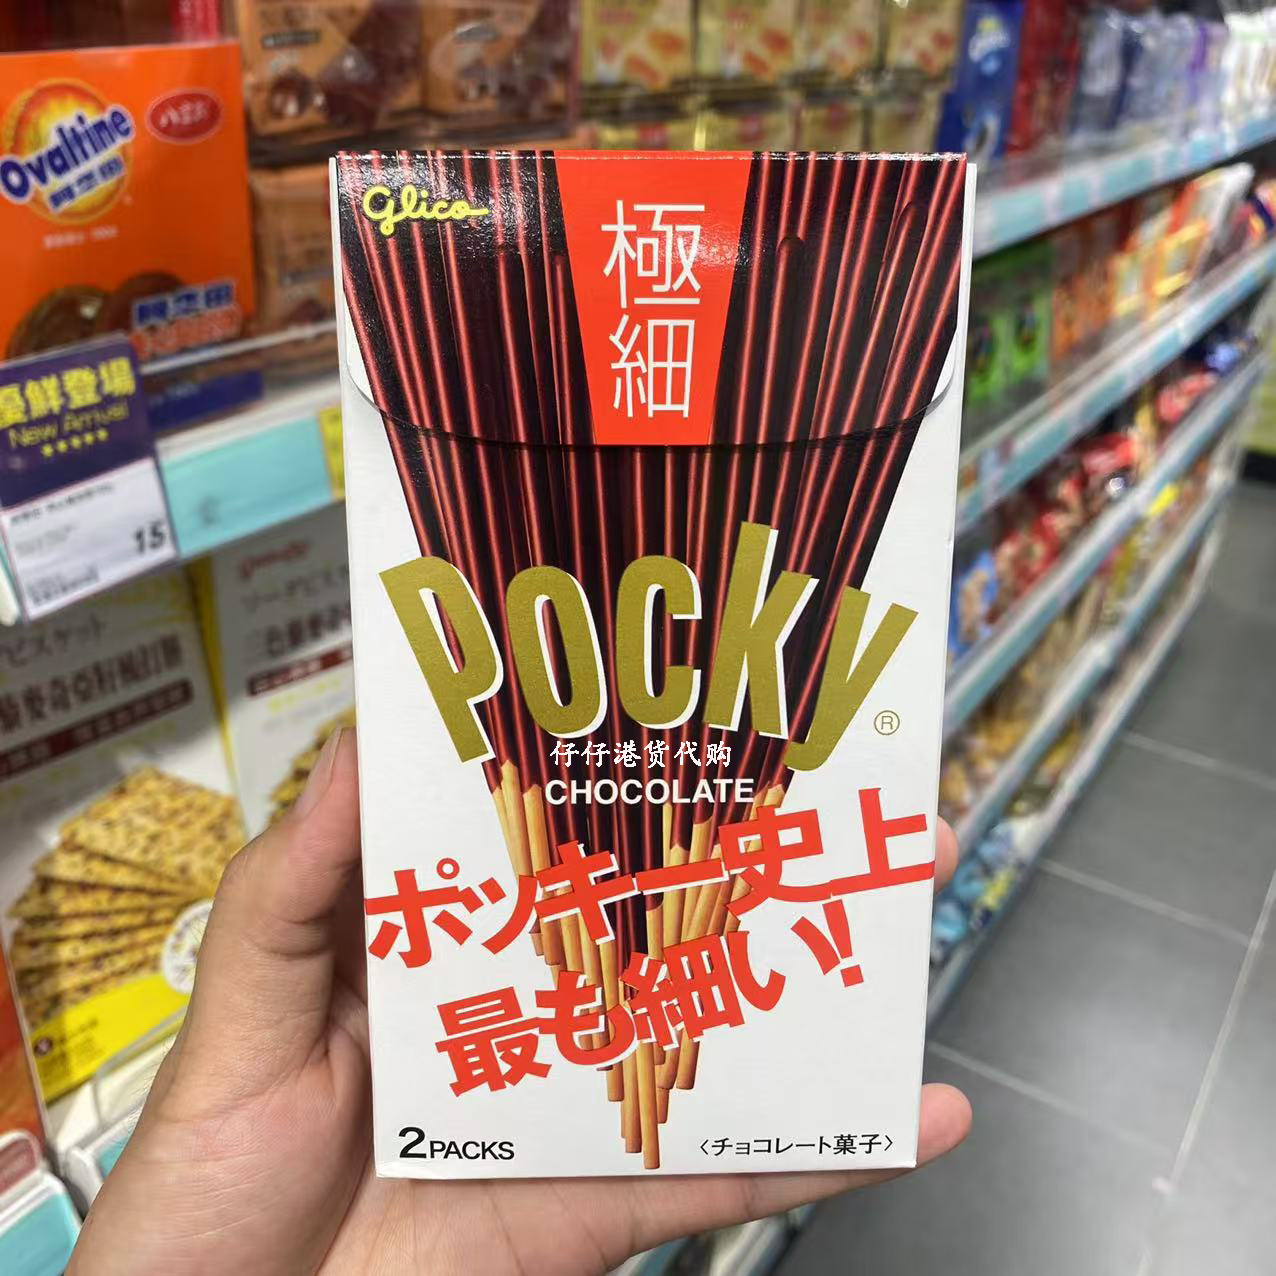 Glico
極細
Pocky
®
仔仔港货代购
CHOCOLATE
ポッキー史上
最も細い!!
2PACKS
〈チョコレート菓子〉
Ovaltine
阿華田
優鮮登場
New Arrival
15